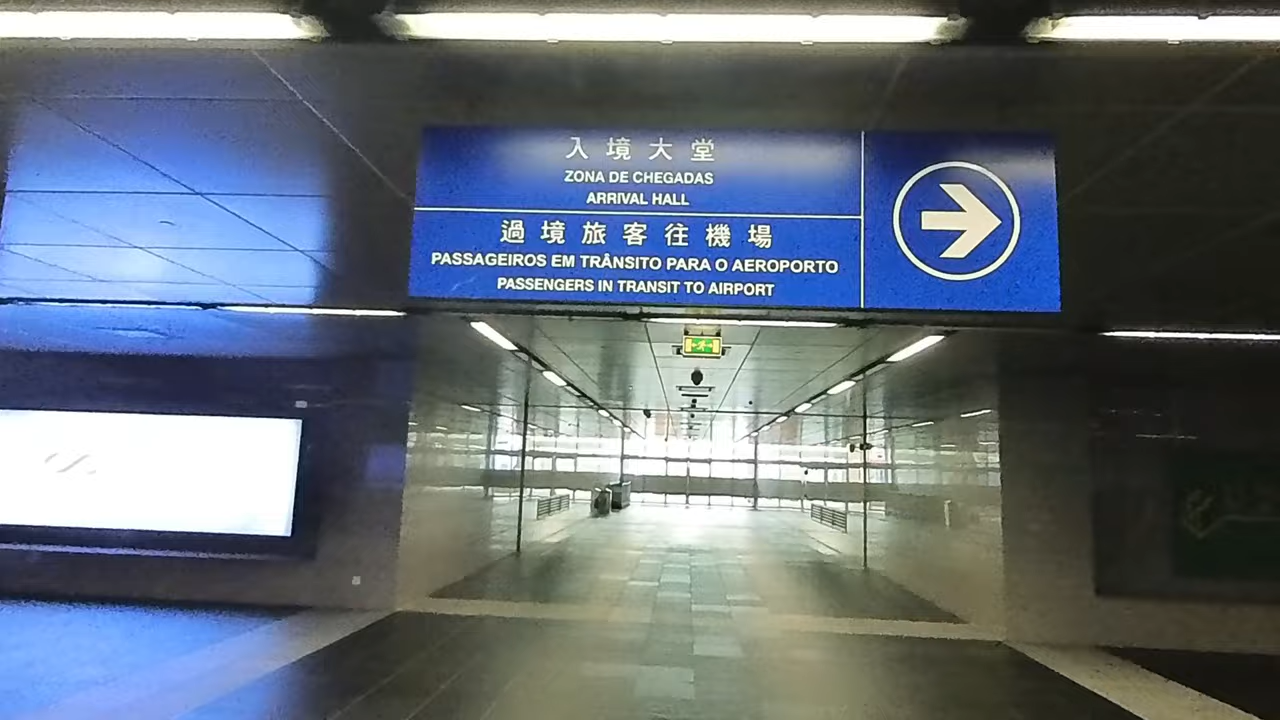 入境大堂
ZONA DE CHEGADAS
ARRIVAL HALL
過境旅客往機場
PASSAGEIROS EM TRÂNSITO PARA O AEROPORTO
PASSENGERS IN TRANSIT TO AIRPORT